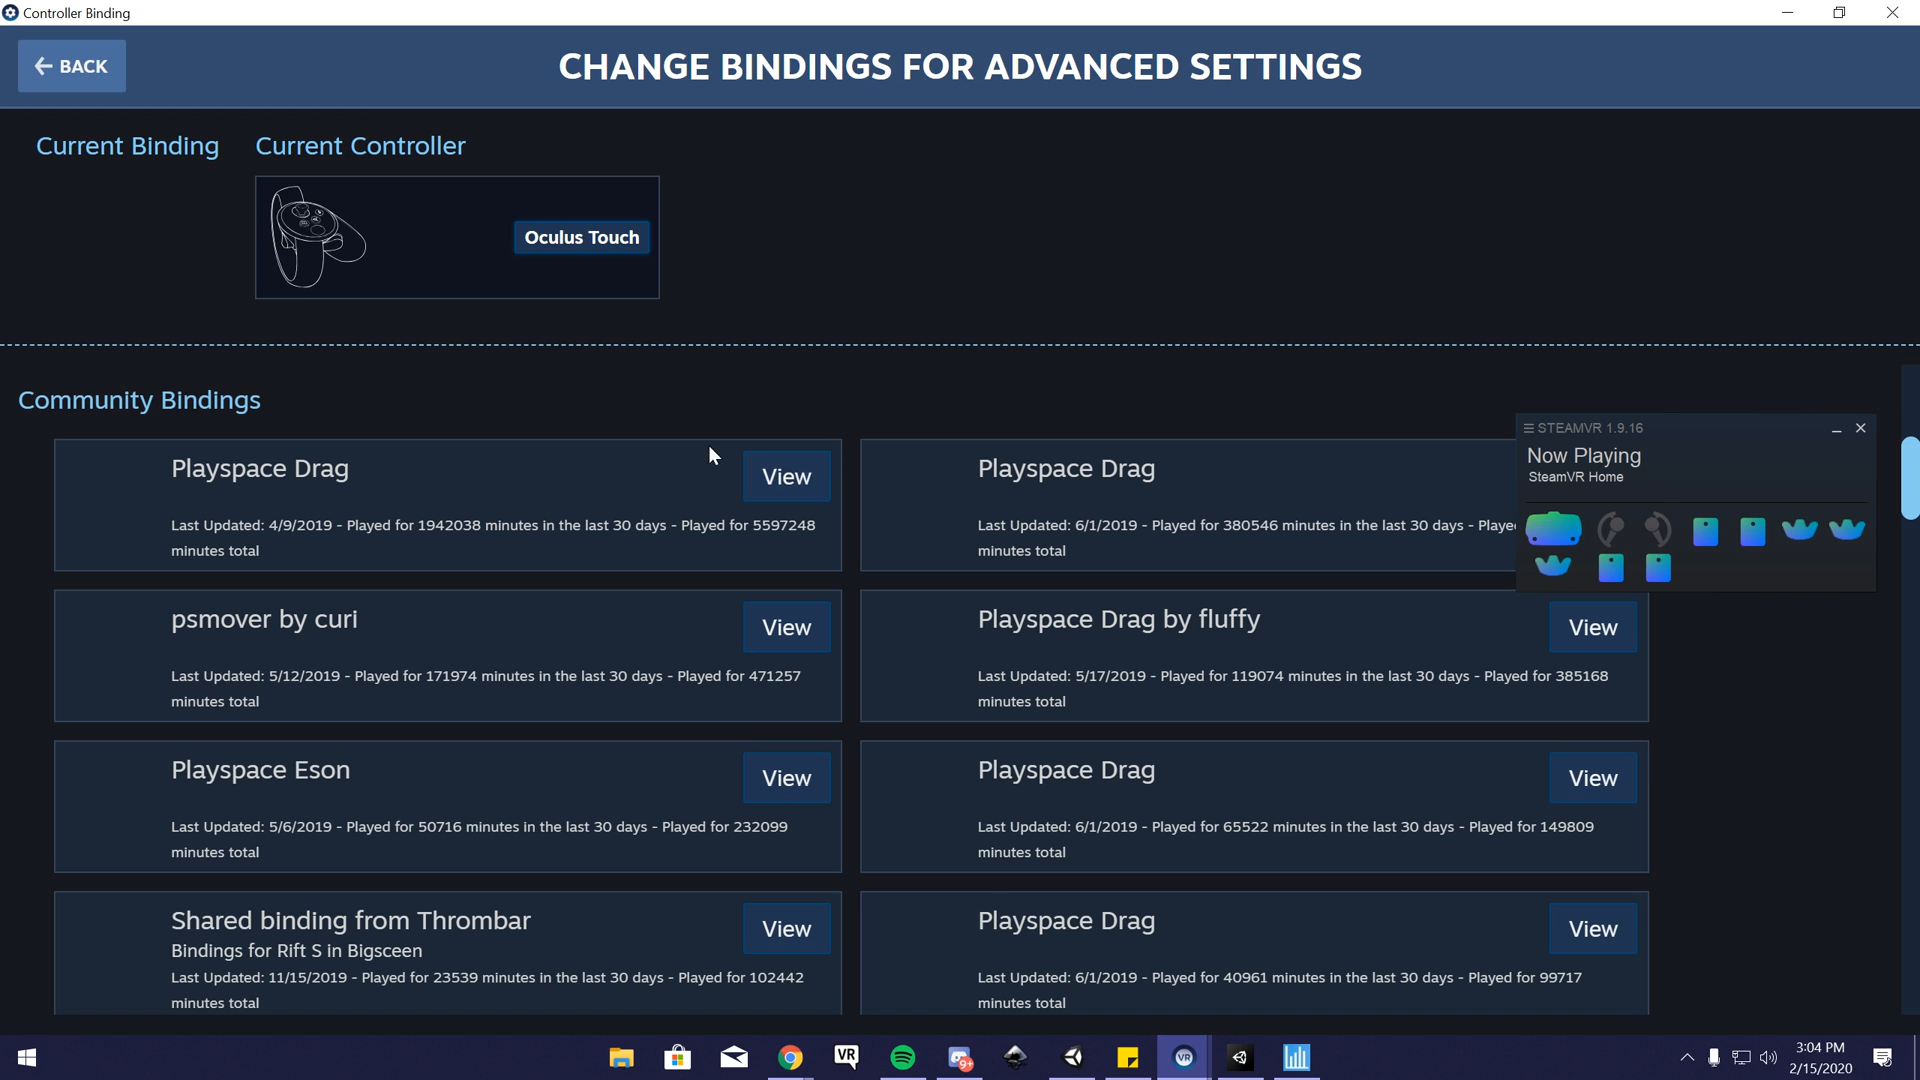 Controller Binding
BACK
CHANGE BINDINGS FOR ADVANCED SETTINGS
Current Binding
Current Controller
Oculus Touch
Community Bindings
Playspace Drag
View
Last Updated: 4/9/2019 - Played for 1942038 minutes in the last 30 days - Played for 5597248
minutes total
Playspace Drag
Last Updated: 6/1/2019 - Played for 380546 minutes in the last 30 days - Playe
minutes total
STEAMVR 1.9.16
Now Playing
SteamVR Home
psmover by curi
View
Last Updated: 5/12/2019 - Played for 171974 minutes in the last 30 days - Played for 471257
minutes total
Playspace Drag by fluffy
View
Last Updated: 5/17/2019 - Played for 119074 minutes in the last 30 days - Played for 385168
minutes total
Playspace Eson
View
Last Updated: 5/6/2019 - Played for 50716 minutes in the last 30 days - Played for 232099
minutes total
Playspace Drag
View
Last Updated: 6/1/2019 - Played for 65522 minutes in the last 30 days - Played for 149809
minutes total
Shared binding from Thrombar
View
Bindings for Rift S in Bigsceen
Last Updated: 11/15/2019 - Played for 23539 minutes in the last 30 days - Played for 102442
minutes total
Playspace Drag
View
Last Updated: 6/1/2019 - Played for 40961 minutes in the last 30 days - Played for 99717
minutes total
VR
9+
VR
3:04 PM
2/15/2020